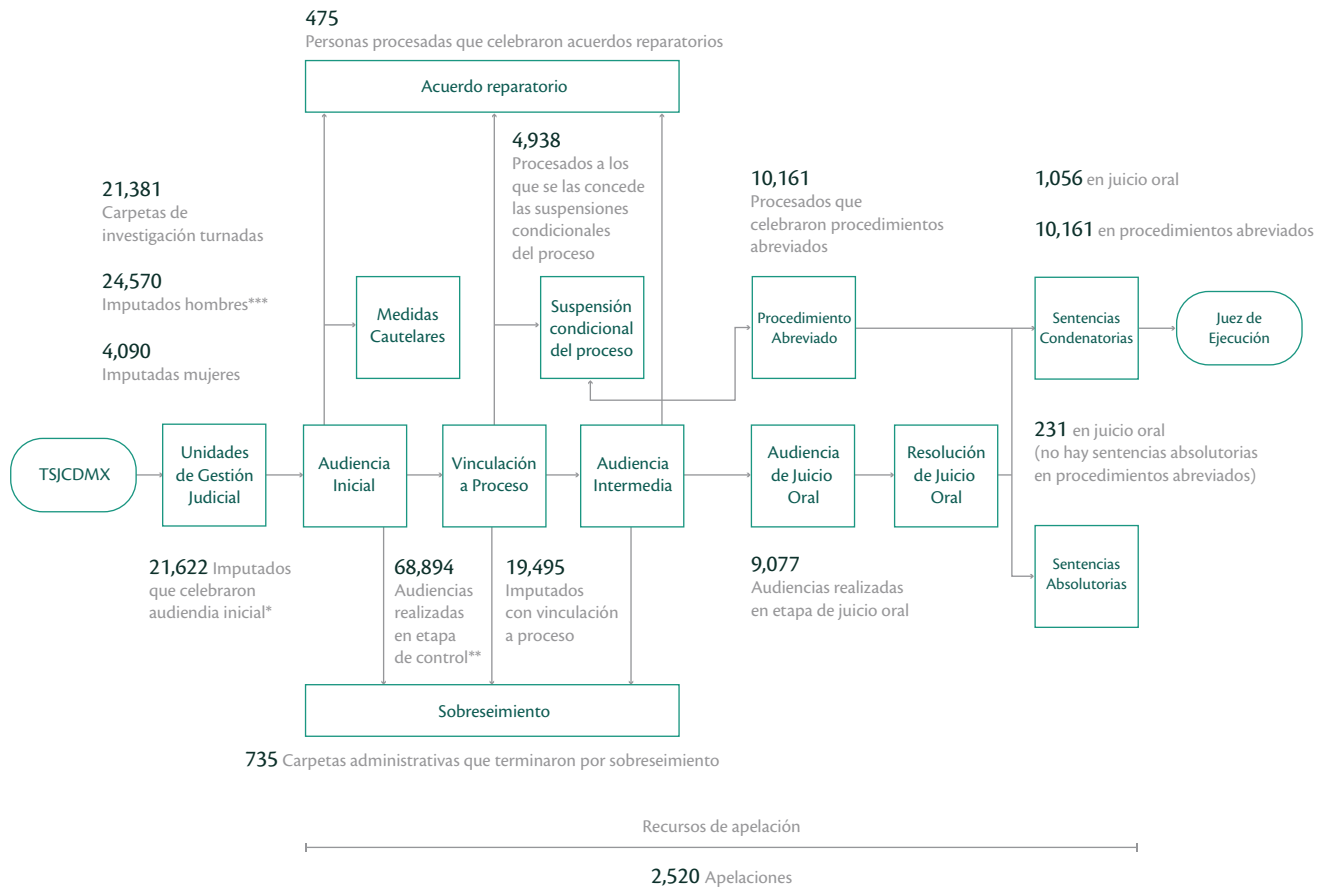 475
Personas procesadas que celebraron acuerdos reparatorios
Acuerdo reparatorio
21,381
Carpetas de
investigación turnadas
24,570
Imputados hombres***
4,090
Imputadas mujeres
4,938
Procesados a los
que se las concede
las suspensiones
condicionales
del proceso
10,161
Procesados que
celebraron procedimientos
abreviados
1,056 en juicio oral
10,161 en procedimientos abreviados
Medidas
Cautelares
Suspensión
condicional
del proceso
Procedimiento
Abreviado
Sentencias
Condenatorias
Juez de
Ejecución
TSJCDMX
Unidades
de Gestión
Judicial
Audiencia
Inicial
Vinculación
a Proceso
Audiencia
Intermedia
Audiencia
de Juicio
Oral
Resolución
de Juicio
Oral
231 en juicio oral
(no hay sentencias absolutorias
en procedimientos abreviados)
21,622 Imputados
que celebraron
audiendia inicial*
68,894
Audiencias
realizadas
en etapa
de control**
19,495
Imputados
con vinculación
a proceso
9,077
Audiencias realizadas
en etapa de juicio oral
Sentencias
Absolutorias
Sobreseimiento
735 Carpetas administrativas que terminaron por sobreseimiento
Recursos de apelación
2,520 Apelaciones